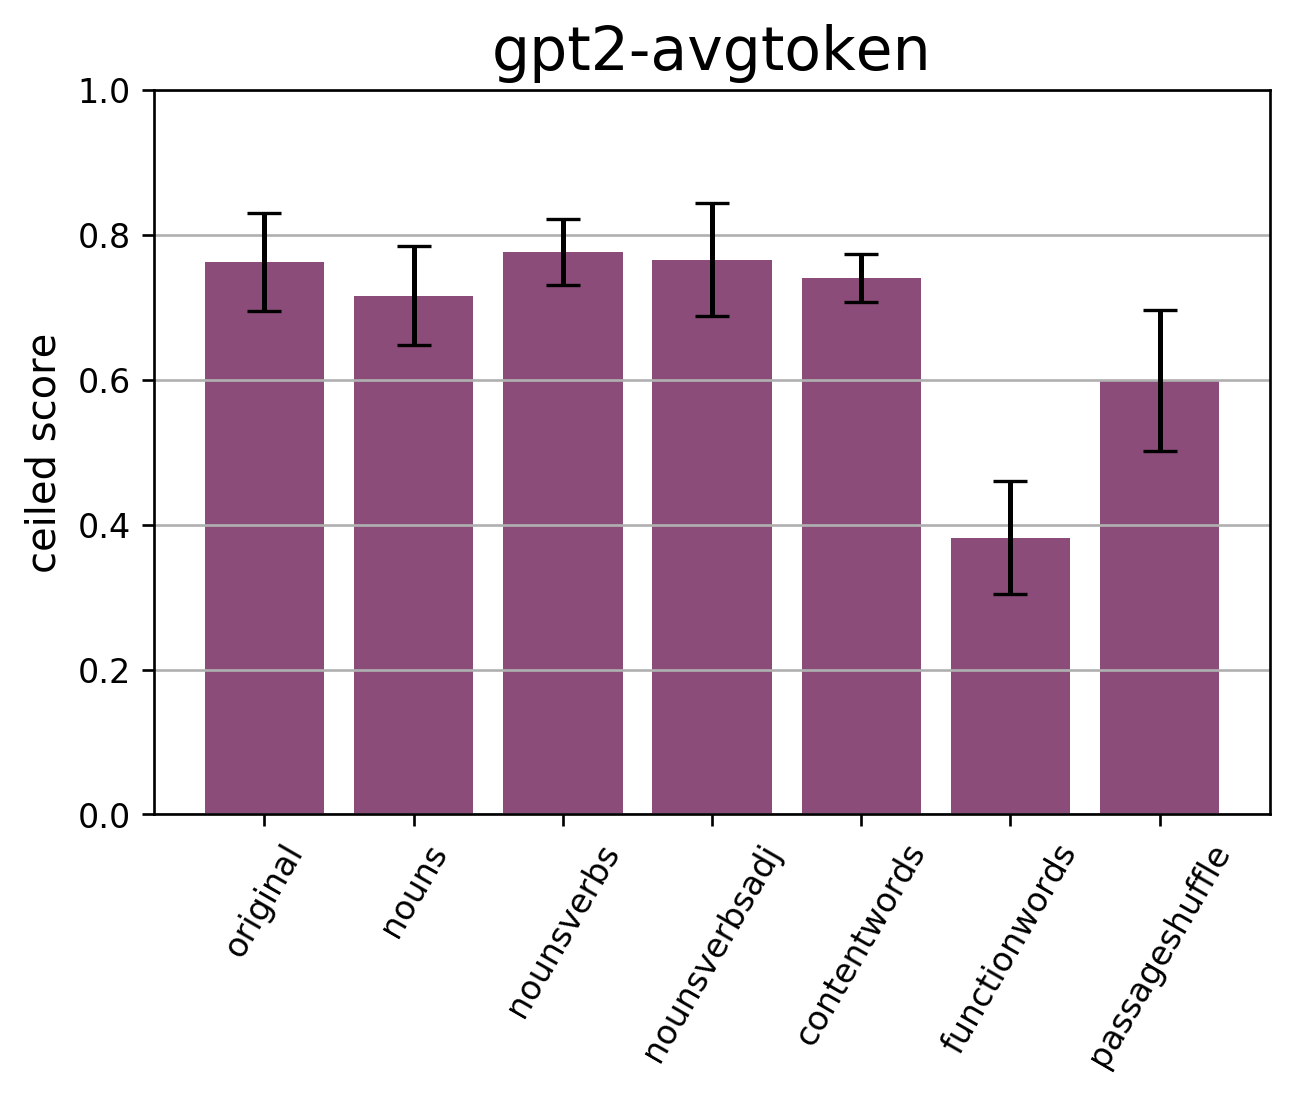 gpt2-avgtoken
1.0
0.8
0.6
0.4
0.2
0.0
ceiled score
original
nouns
nounsverbs
nounsverbsadj
contentwords
functionwords
passageshuffle